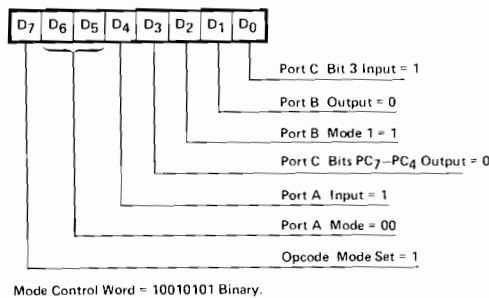 D7 D6 D5 D4 D3 D2 D1 D0
Port C Bit 3 Input = 1
Port B Output = 0
Port B Mode 1 = 1
Port C Bits PC7–PC4 Output = 0
Port A Input = 1
Port A Mode = 00
Opcode Mode Set = 1
Mode Control Word = 10010101 Binary.